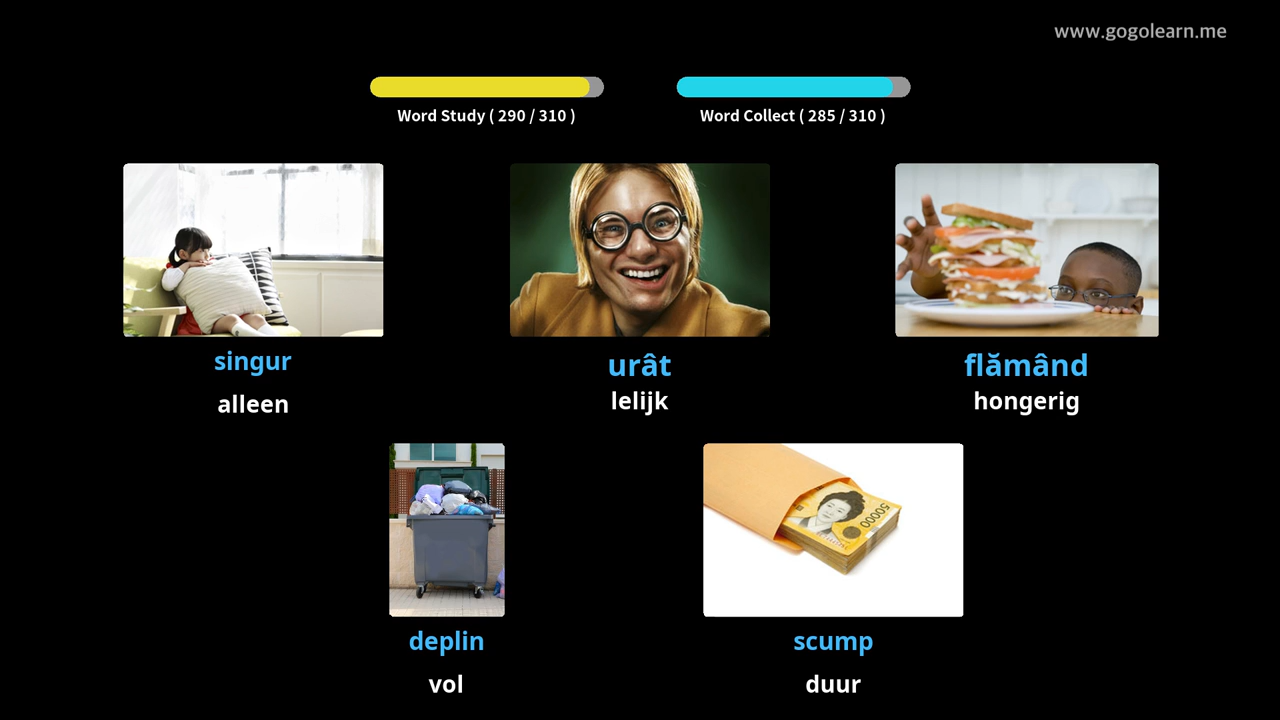 www.gogolearn.me
Word Study ( 290 / 310 )
Word Collect ( 285 / 310 )
singur
alleen
urât
lelijk
flămând
hongerig
50000
deplin
vol
scump
duur